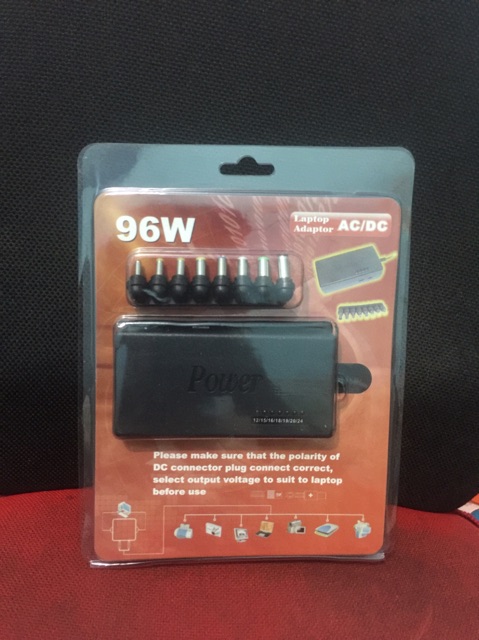 96W
Laptop
Adaptor AC/DC
Power
12/15/16/18/19/20/24
Please make sure that the polarity of
DC connector plug connect correct,
select output voltage to suit to laptop
before use